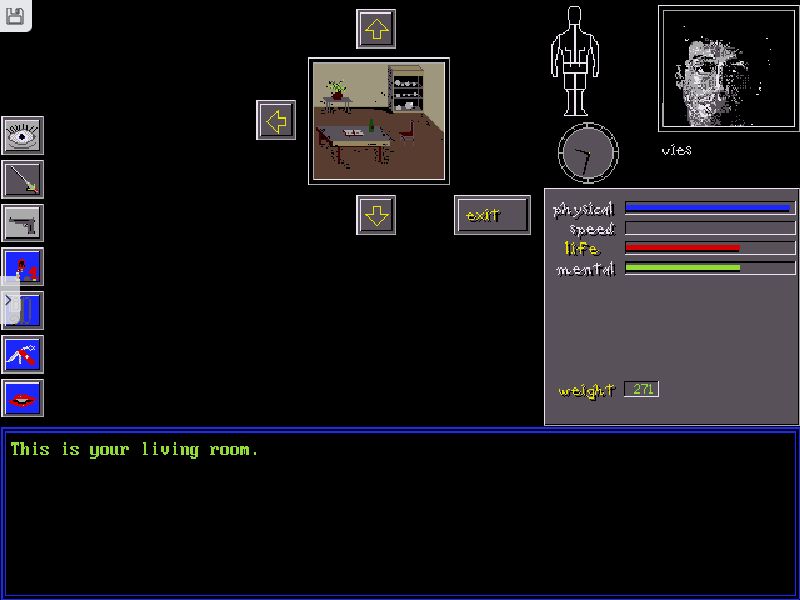 vies
exit
physical
speed
life
mental
weight 271
This is your living room.